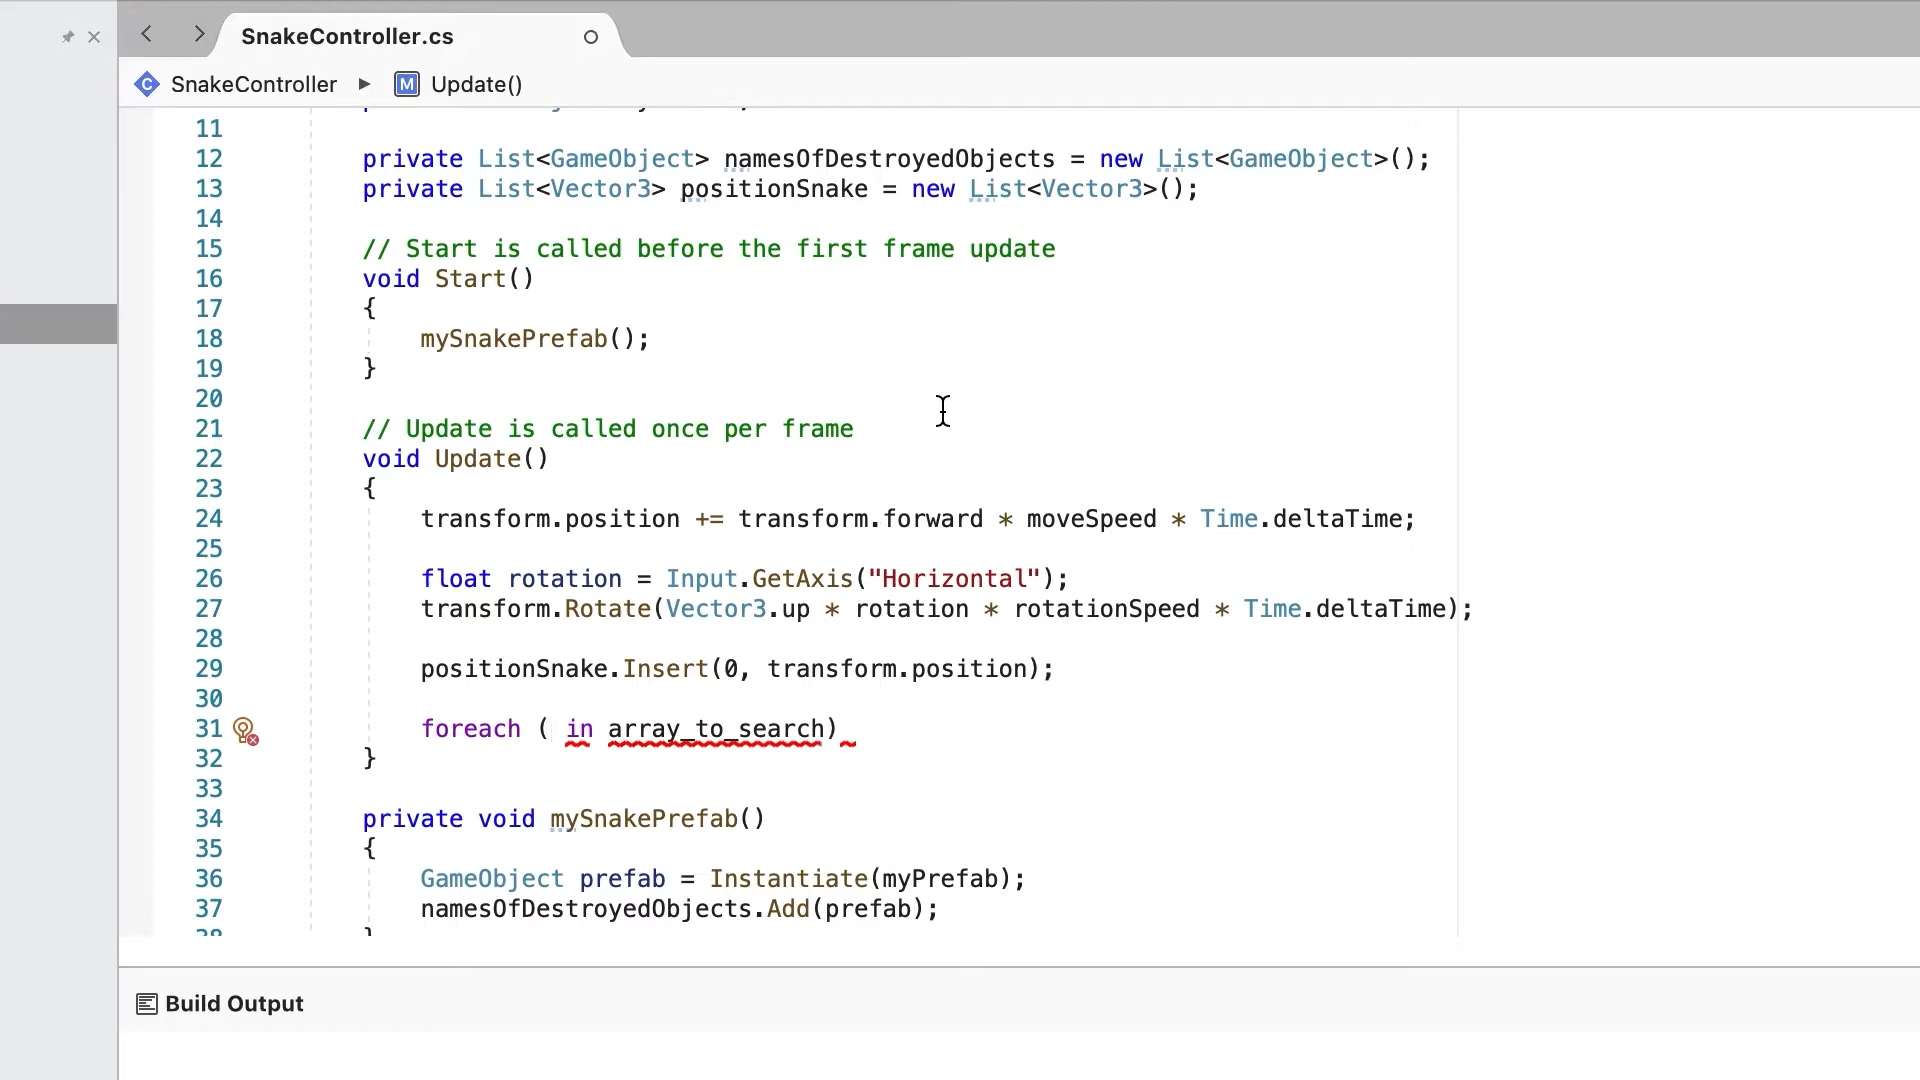 SnakeController.cs
SnakeController ▶ M Update()
11
12 private List<GameObject> namesOfDestroyedObjects = new List<GameObject>();
13 private List<Vector3> positionSnake = new List<Vector3>();
14
15 // Start is called before the first frame update
16 void Start()
17 {
18 mySnakePrefab();
19 }
20
21 // Update is called once per frame
22 void Update()
23 {
24 transform.position += transform.forward * moveSpeed * Time.deltaTime;
25
26 float rotation = Input.GetAxis("Horizontal");
27 transform.Rotate(Vector3.up * rotation * rotationSpeed * Time.deltaTime);
28
29 positionSnake.Insert(0, transform.position);
30
31 foreach ( in array_to_search)
32 }
33
34 private void mySnakePrefab()
35 {
36 GameObject prefab = Instantiate(myPrefab);
37 namesOfDestroyedObjects.Add(prefab);
Build Output